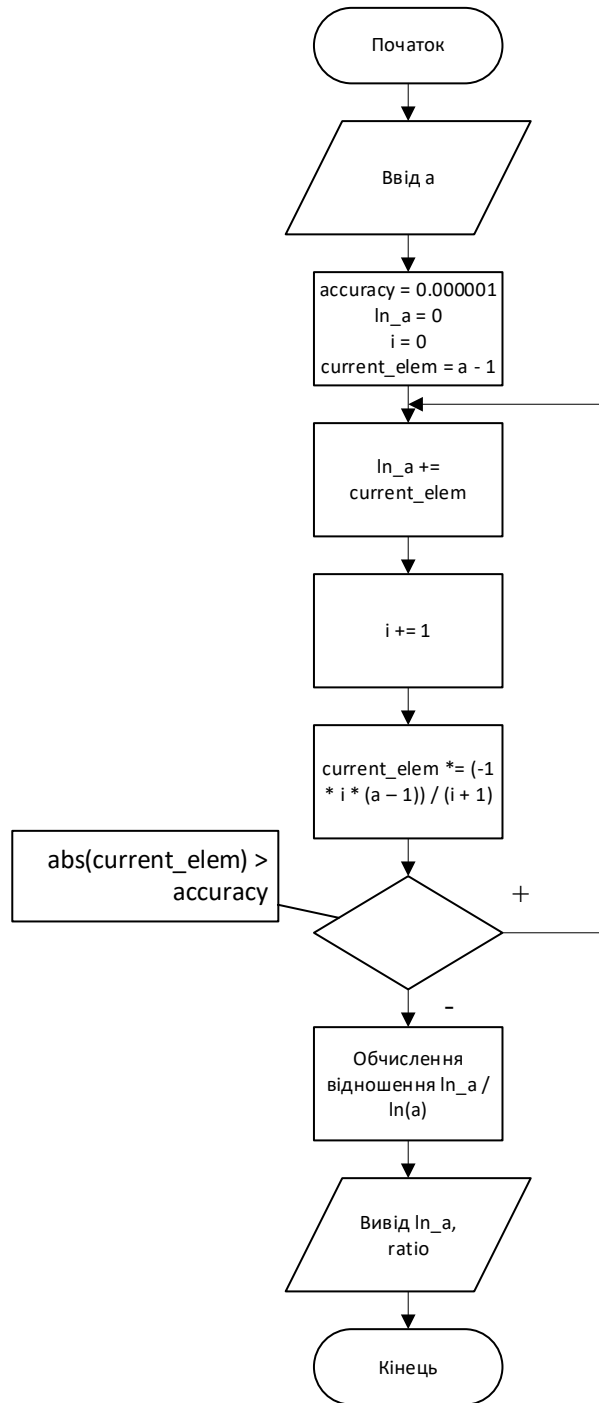 Початок
Ввід a
accuracy = 0.000001
ln_a = 0
i = 0
current_elem = a - 1
ln_a +=
current_elem
i += 1
current_elem *= (-1
* i * (a – 1)) / (i + 1)
abs(current_elem) >
accuracy
+
-
Обчислення
відношення ln_a /
ln(a)
Вивід ln_a,
ratio
Кінець